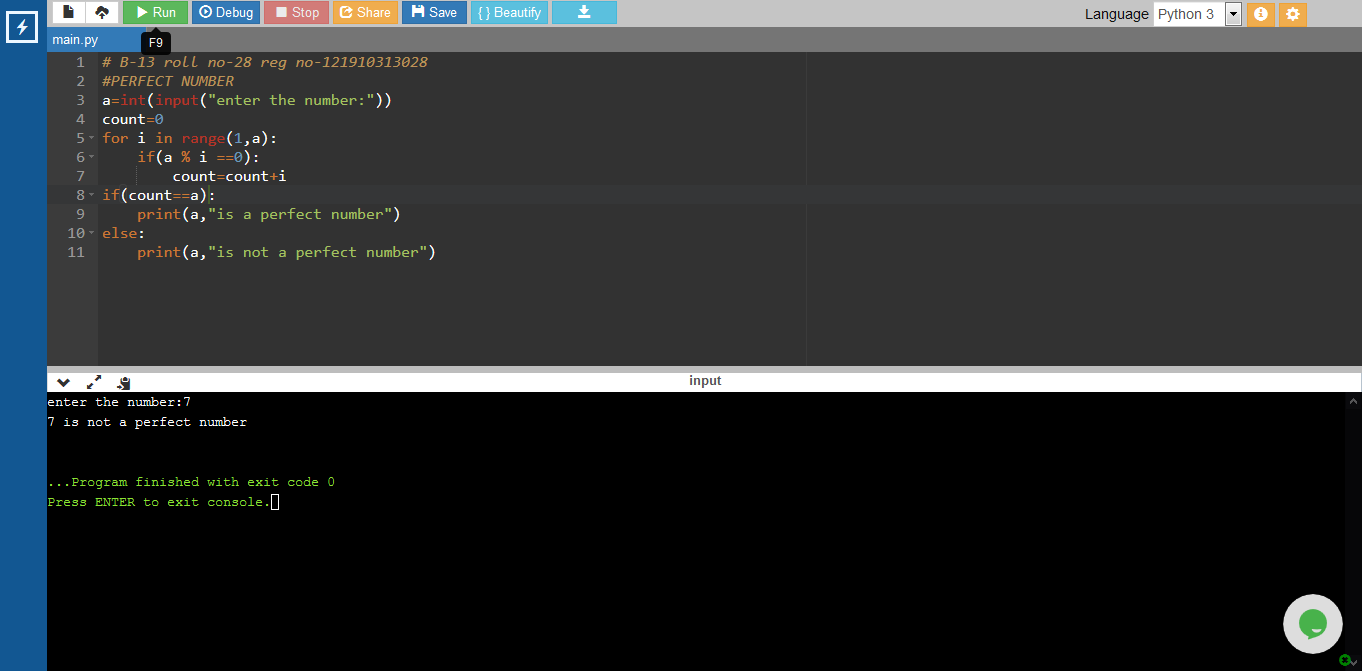 Run Debug Stop Share Save { } Beautify Language Python 3
main.py
F9
1 # B-13 roll no-28 reg no-121910313028
2 #PERFECT NUMBER
3 a=int(input("enter the number:"))
4 count=0
5 for i in range(1,a):
6     if(a % i ==0):
7         count=count+i
8 if(count==a):
9     print(a,"is a perfect number")
10 else:
11     print(a,"is not a perfect number")
input
enter the number:7
7 is not a perfect number
...Program finished with exit code 0
Press ENTER to exit console.